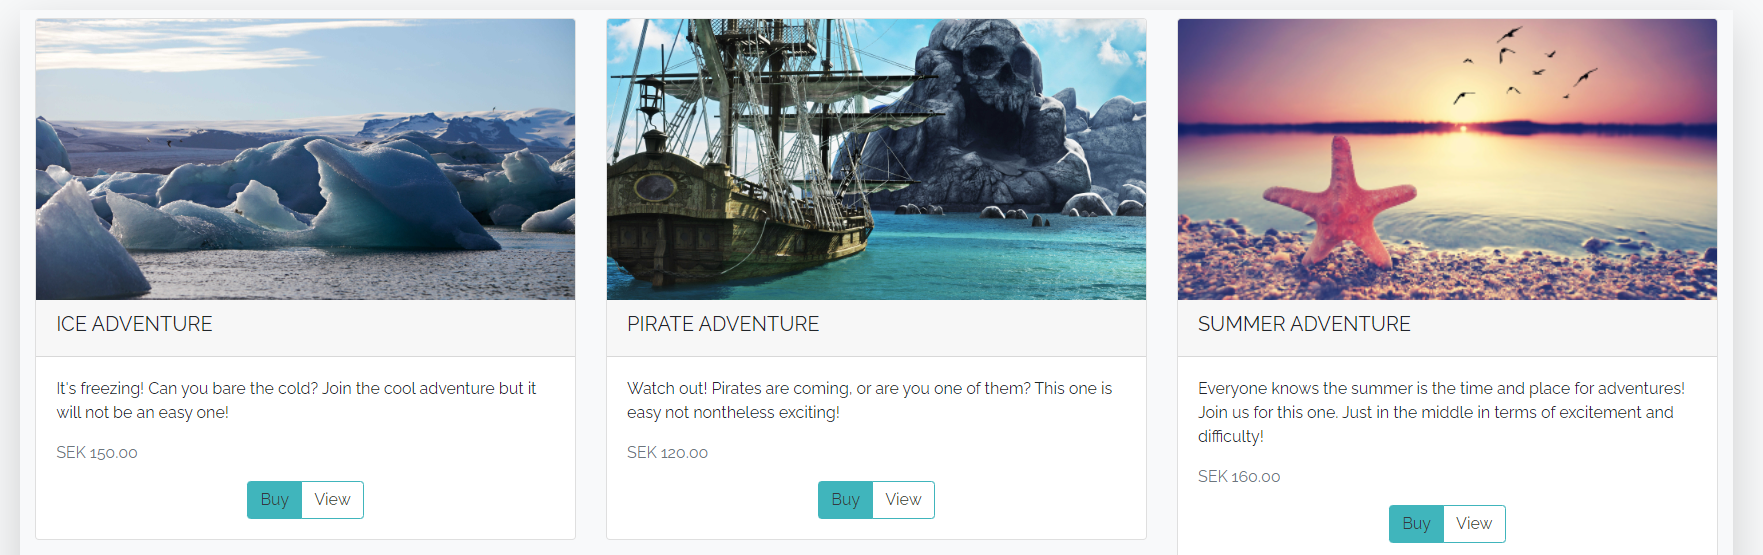 ICE ADVENTURE
It's freezing! Can you bare the cold? Join the cool adventure but it
will not be an easy one!
SEK 150.00
Buy View
PIRATE ADVENTURE
Watch out! Pirates are coming, or are you one of them? This one is
easy not nontheless exciting!
SEK 120.00
Buy View
SUMMER ADVENTURE
Everyone knows the summer is the time and place for adventures!
Join us for this one. Just in the middle in terms of excitement and
difficulty!
SEK 160.00
Buy View